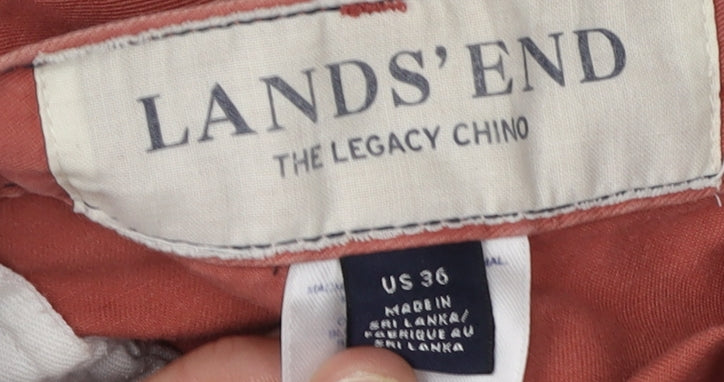 LANDS' END
THE LEGACY CHINO
US 36
MADE IN
SRI LANKA/
FABRIQUE AU
SRI LANKA